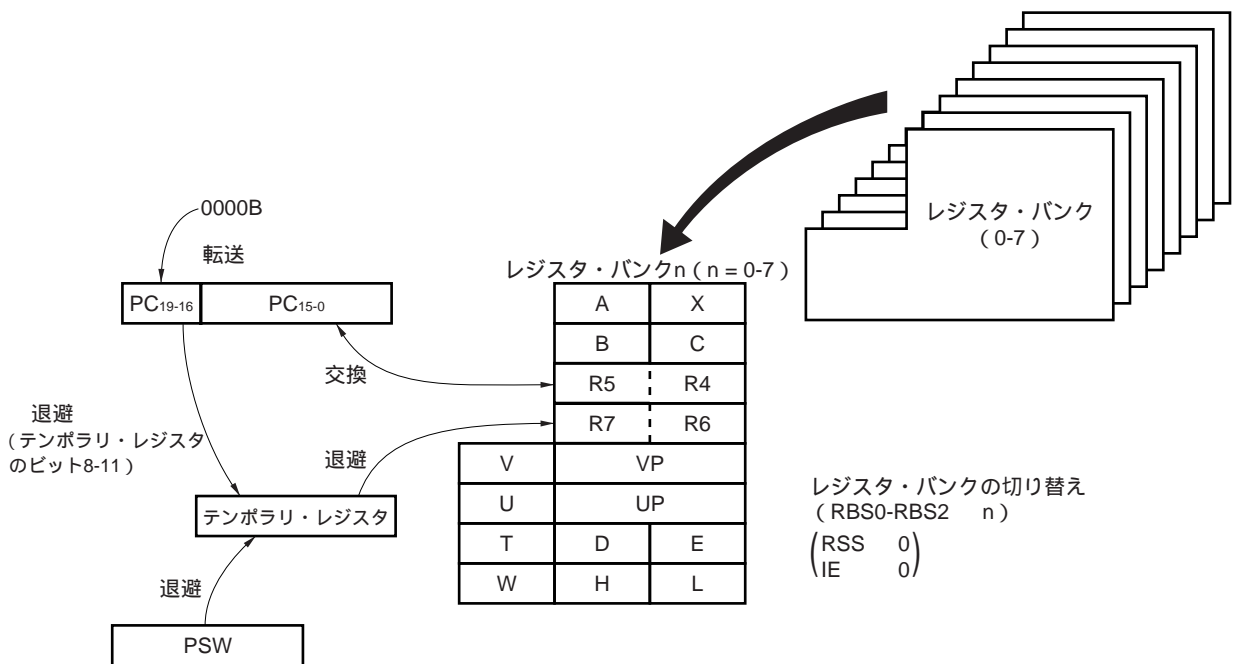 レジスタ・バンク
(0-7)
0000B
転送
PC19-16 PC15-0
交換
退避
(テンポラリ・レジスタ
のビット8-11)
退避
テンポラリ・レジスタ
退避
PSW
レジスタ・バンクn(n=0-7)
A X
B C
R5 R4
R7 R6
V VP
U UP
T D E
W H L
レジスタ・バンクの切り替え
(RBS0-RBS2 n)
(RSS 0
IE 0)